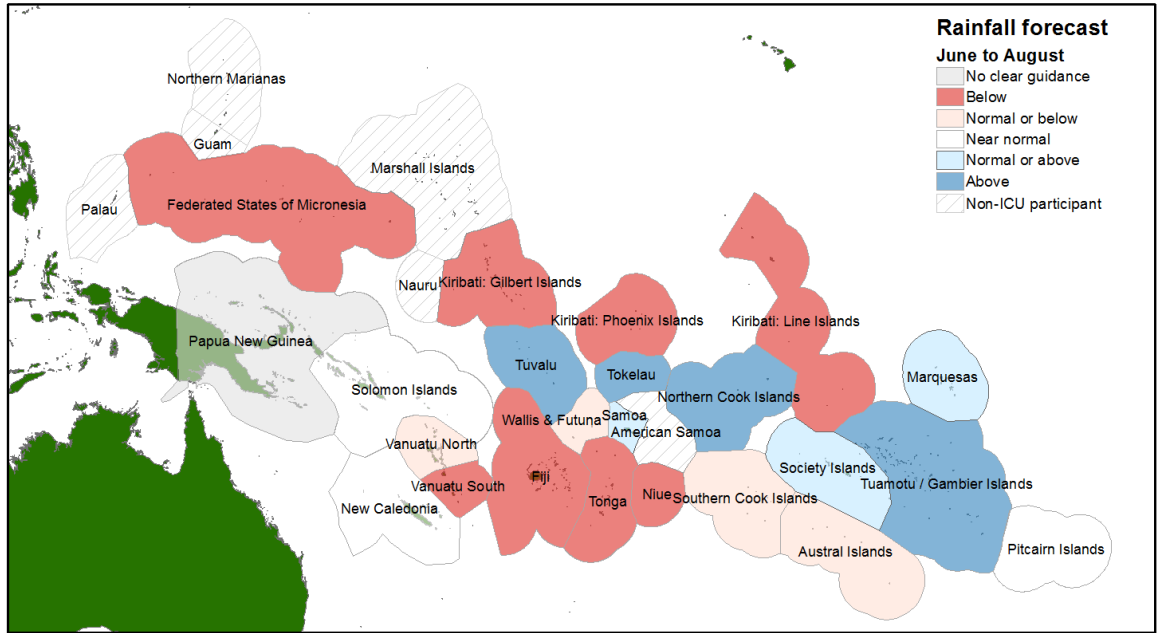 Rainfall forecast
June to August
No clear guidance
Below
Normal or below
Near normal
Normal or above
Above
Non-ICU participant
Northern Marianas
Guam
Marshall Islands
Palau
Federated States of Micronesia
Nauru
Kiribati: Gilbert Islands
Kiribati: Phoenix Islands
Kiribati: Line Islands
Papua New Guinea
Tuvalu
Tokelau
Marquesas
Solomon Islands
Northern Cook Islands
Wallis & Futuna
Samoa
American Samoa
Vanuatu North
Society Islands
Vanuatu South
Fiji
Tuamotu / Gambier Islands
Tonga
Niue
Southern Cook Islands
New Caledonia
Austral Islands
Pitcairn Islands